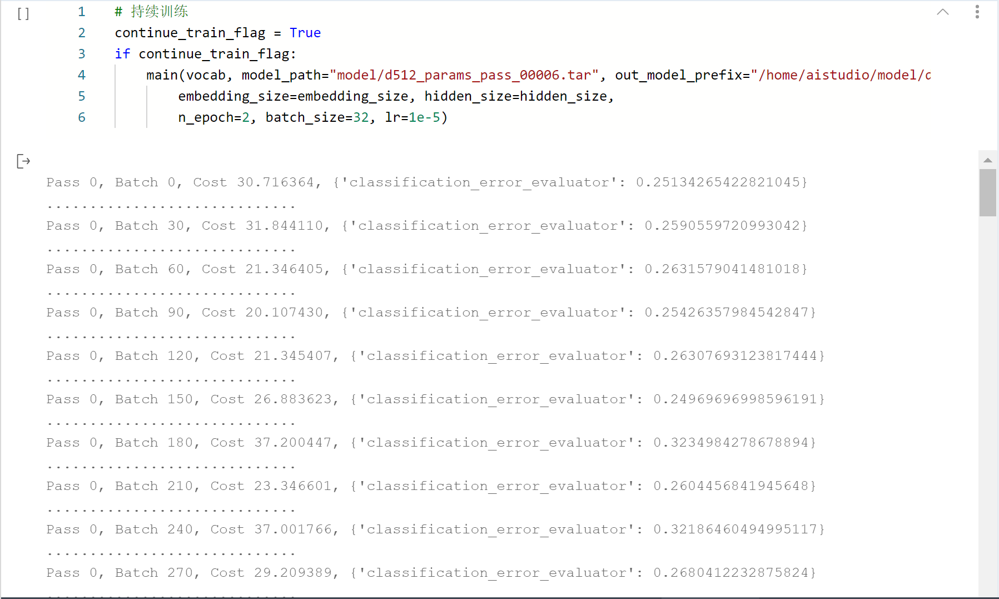 [ ]
1 # 持续训练
2 continue_train_flag = True
3 if continue_train_flag:
4 main(vocab, model_path="model/d512_params_pass_00006.tar", out_model_prefix="/home/aistudio/model/
5 embedding_size=embedding_size, hidden_size=hidden_size,
6 n_epoch=2, batch_size=32, lr=1e-5)
Pass 0, Batch 0, Cost 30.716364, {'classification_error_evaluator': 0.25134265422821045}
.............................
Pass 0, Batch 30, Cost 31.844110, {'classification_error_evaluator': 0.2590559720993042}
.............................
Pass 0, Batch 60, Cost 21.346405, {'classification_error_evaluator': 0.2631579041481018}
.............................
Pass 0, Batch 90, Cost 20.107430, {'classification_error_evaluator': 0.25426357984542847}
.............................
Pass 0, Batch 120, Cost 21.345407, {'classification_error_evaluator': 0.26307693123817444}
.............................
Pass 0, Batch 150, Cost 26.883623, {'classification_error_evaluator': 0.24969696998596191}
.............................
Pass 0, Batch 180, Cost 37.200447, {'classification_error_evaluator': 0.3234984278678894}
.............................
Pass 0, Batch 210, Cost 23.346601, {'classification_error_evaluator': 0.2604456841945648}
.............................
Pass 0, Batch 240, Cost 37.001766, {'classification_error_evaluator': 0.32186460494995117}
.............................
Pass 0, Batch 270, Cost 29.209389, {'classification_error_evaluator': 0.2680412232875824}
.............................